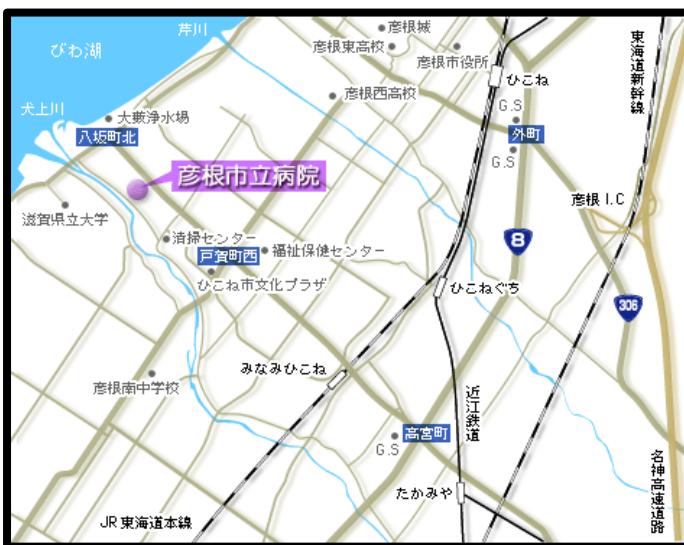 芹川
彦根城
びわ湖
彦根東高校
彦根市役所
東海道新幹線
ひこね
犬上川
彦根西高校
G.S
大藪浄水場
八坂町北
外町
G.S
彦根市立病院
彦根 I.C
滋賀県立大学
清掃センター
福祉保健センター
8
戸賀町西
ひこね市文化プラザ
ひこねぐち
306
みなみひこね
彦根南中学校
近江鉄道
高宮町
G.S
名神高速道路
たかみや
JR東海道本線